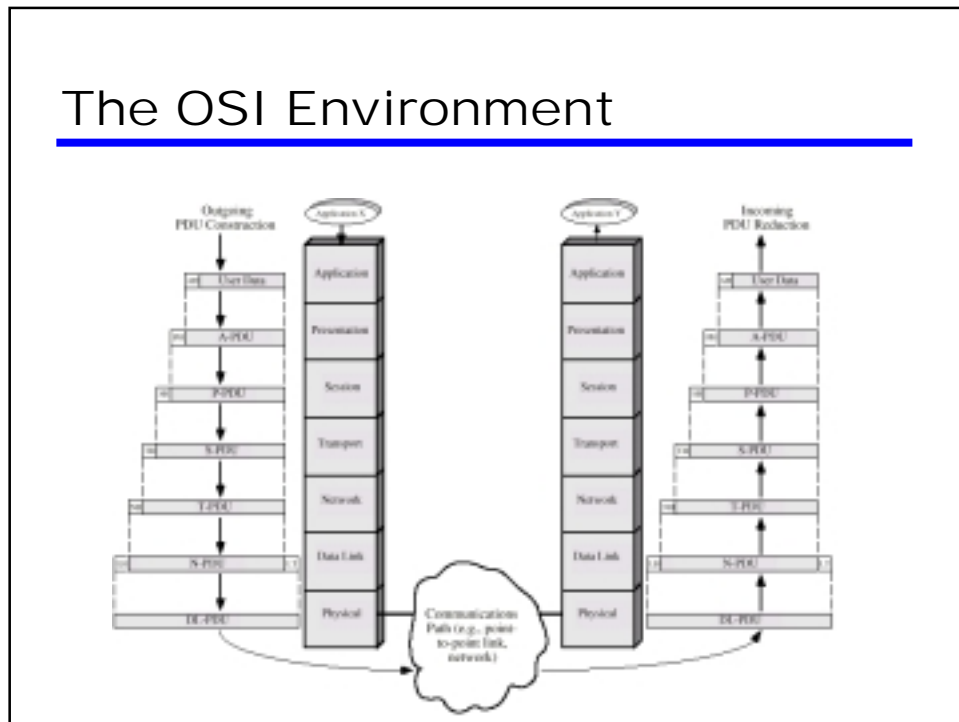 The OSI Environment
Outgoing
PDU Construction
Application X
Application Y
Incoming
PDU Reduction
User Data
A-PDU
P-PDU
S-PDU
T-PDU
N-PDU
DL-PDU
Application
Presentation
Session
Transport
Network
Data Link
Physical
Communications
Path (e.g., point-
to-point link,
network)
Application
Presentation
Session
Transport
Network
Data Link
Physical
User Data
A-PDU
P-PDU
S-PDU
T-PDU
N-PDU
DL-PDU